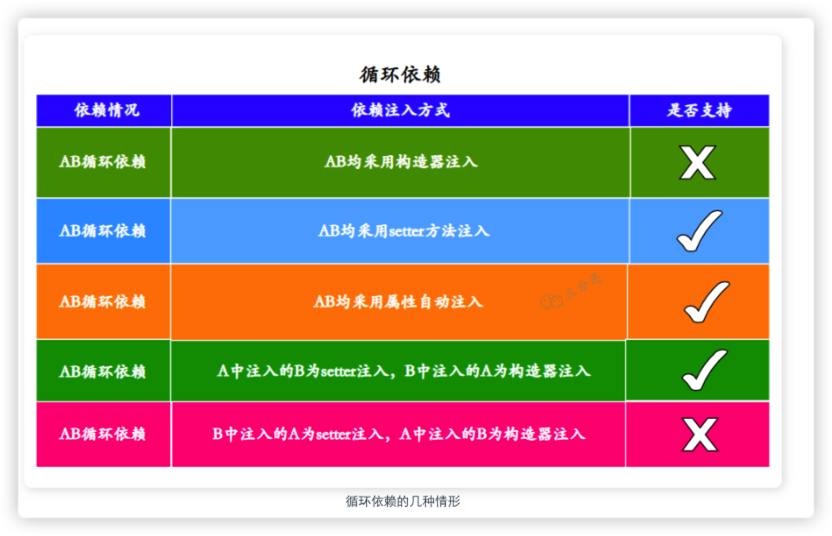 循环依赖
依赖情况 依赖注入方式 是否支持
AB循环依赖 AB均采用构造器注入
AB循环依赖 AB均采用setter方法注入
AB循环依赖 AB均采用属性自动注入
三分恶
AB循环依赖 A中注入的B为setter注入，B中注入的A为构造器注入
AB循环依赖 B中注入的A为setter注入，A中注入的B为构造器注入
循环依赖的几种情形